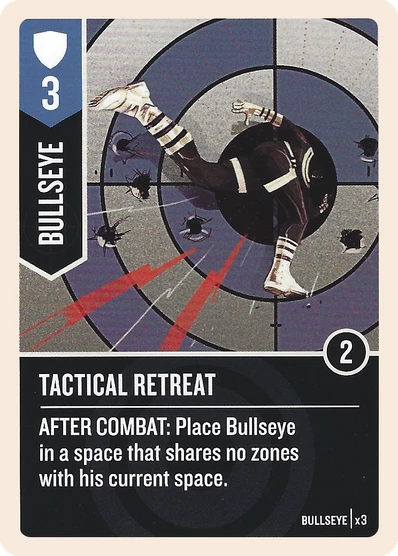 3
BULLSEYE
2
TACTICAL RETREAT
AFTER COMBAT: Place Bullseye
in a space that shares no zones
with his current space.
BULLSEYE|x3